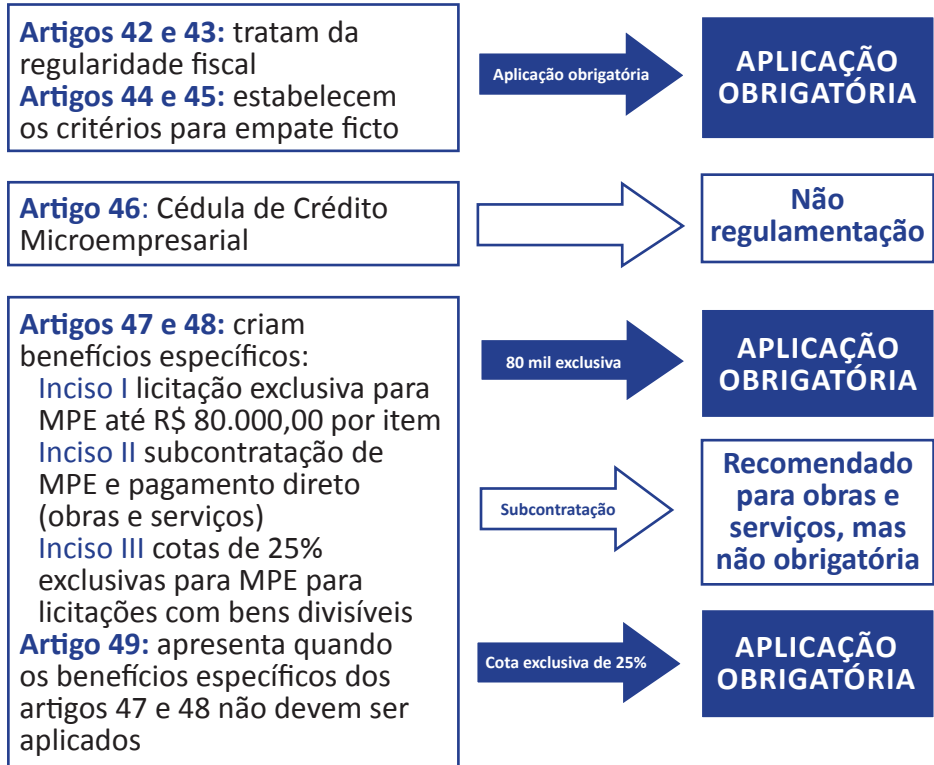 Artigos 42 e 43: tratam da
regularidade fiscal
Artigos 44 e 45: estabelecem
os critérios para empate ficto
Aplicação obrigatória
APLICAÇÃO
OBRIGATÓRIA
Artigo 46: Cédula de Crédito
Microempresarial
Não
regulamentação
Artigos 47 e 48: criam
benefícios específicos:
Inciso I licitação exclusiva para
MPE até R$ 80.000,00 por item
Inciso II subcontratação de
MPE e pagamento direto
(obras e serviços)
Inciso III cotas de 25%
exclusivas para MPE para
licitações com bens divisíveis
Artigo 49: apresenta quando
os benefícios específicos dos
artigos 47 e 48 não devem ser
aplicados
80 mil exclusiva
APLICAÇÃO
OBRIGATÓRIA
Subcontratação
Recomendado
para obras e
serviços, mas
não obrigatória
Cota exclusiva de 25%
APLICAÇÃO
OBRIGATÓRIA